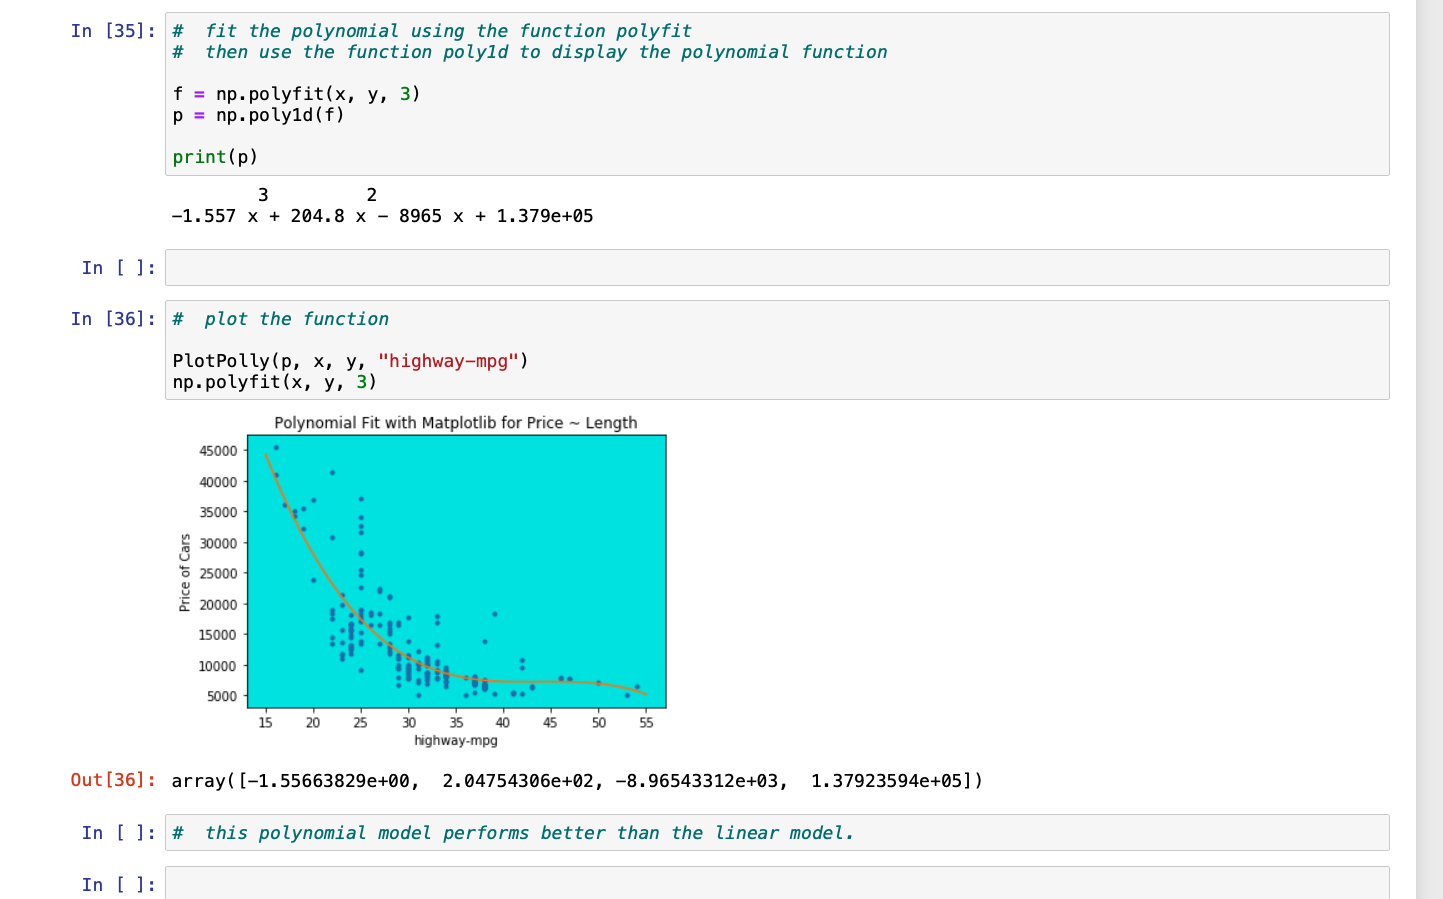 In [35]: #  fit the polynomial using the function polyfit
#  then use the function poly1d to display the polynomial function
f = np.polyfit(x, y, 3)
p = np.poly1d(f)
print(p)
3         2
-1.557 x + 204.8 x - 8965 x + 1.379e+05
In [ ]:
In [36]: #  plot the function
PlotPolly(p, x, y, "highway-mpg")
np.polyfit(x, y, 3)
Polynomial Fit with Matplotlib for Price ~ Length
45000
40000
35000
30000
25000
20000
15000
10000
5000
Price of Cars
15 20 25 30 35 40 45 50 55
highway-mpg
Out[36]: array([-1.55663829e+00,  2.04754306e+02, -8.96543312e+03,  1.37923594e+05])
In [ ]: #  this polynomial model performs better than the linear model.
In [ ]: